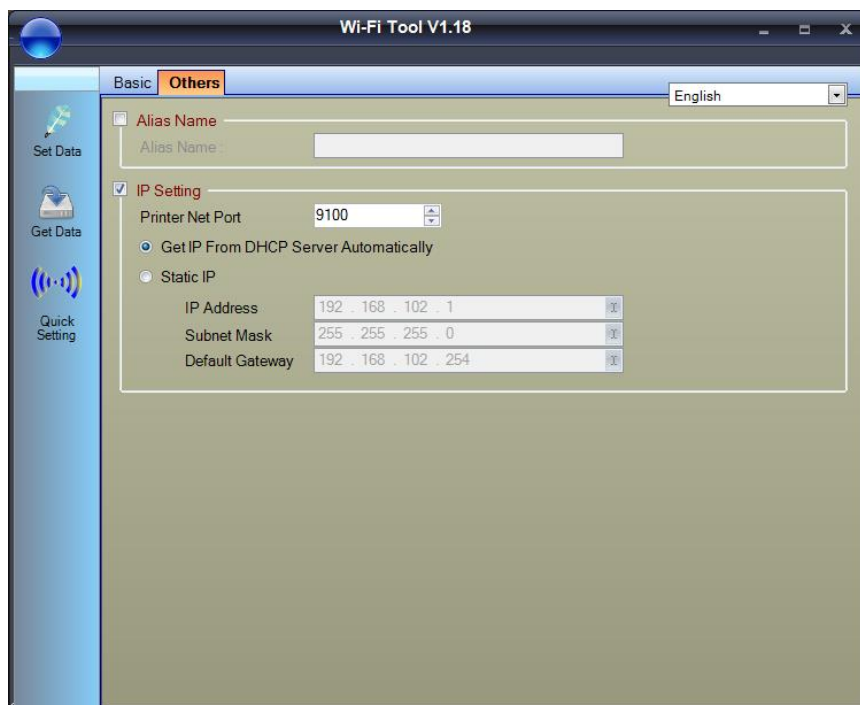 Wi-Fi Tool V1.18
Basic Others
English
Set Data
Get Data
Quick
Setting
Alias Name
Alias Name :
IP Setting
Printer Net Port 9100
Get IP From DHCP Server Automatically
Static IP
IP Address 192 . 168 . 102 . 1
Subnet Mask 255 . 255 . 255 . 0
Default Gateway 192 . 168 . 102 . 254